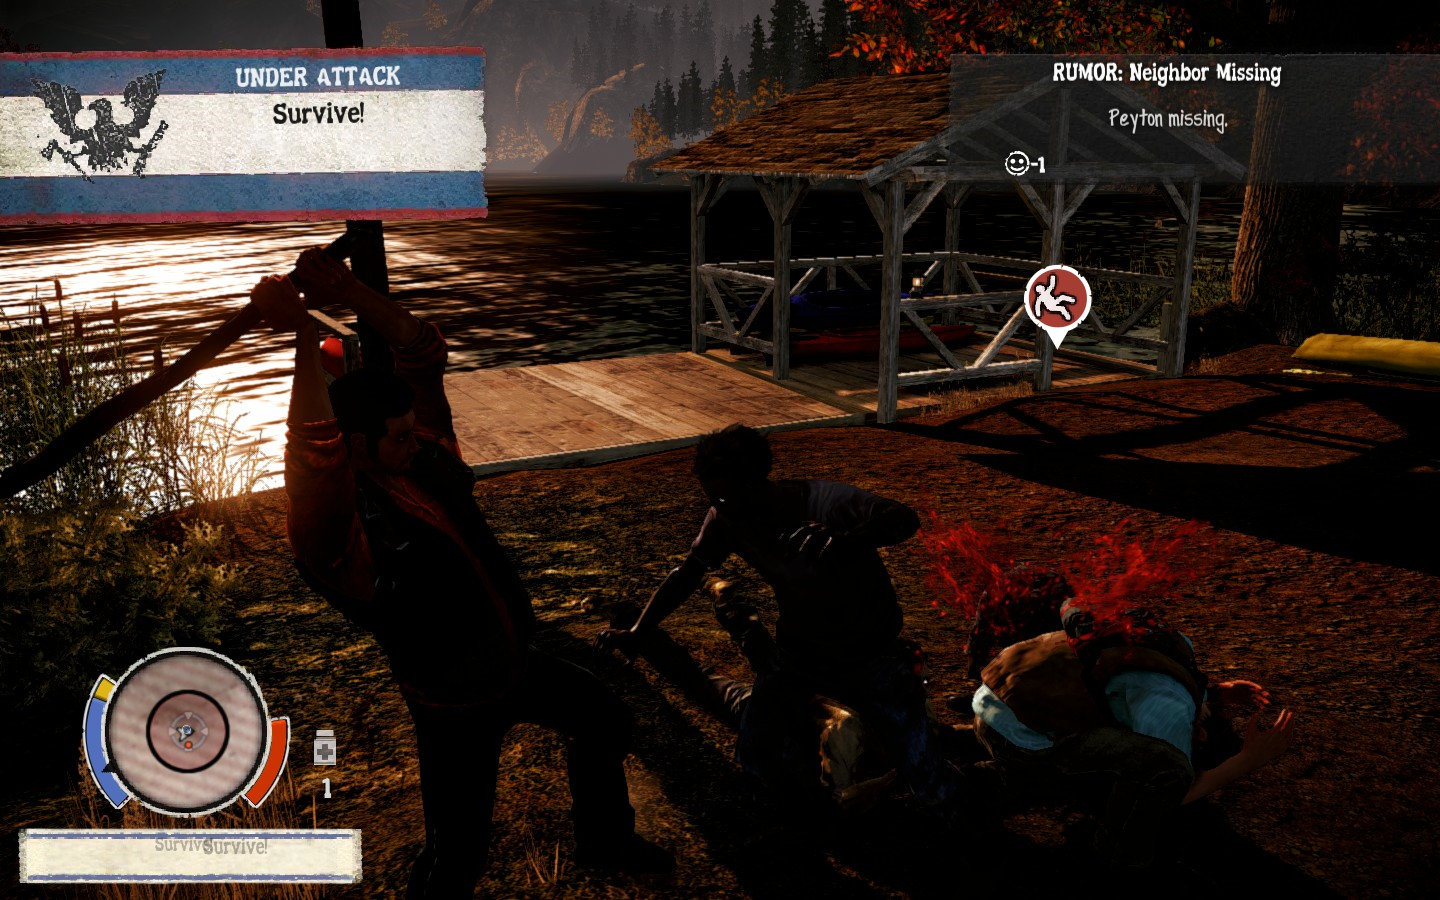 UNDER ATTACK
Survive!
RUMOR: Neighbor Missing
Peyton missing.
-1
1
Survive!